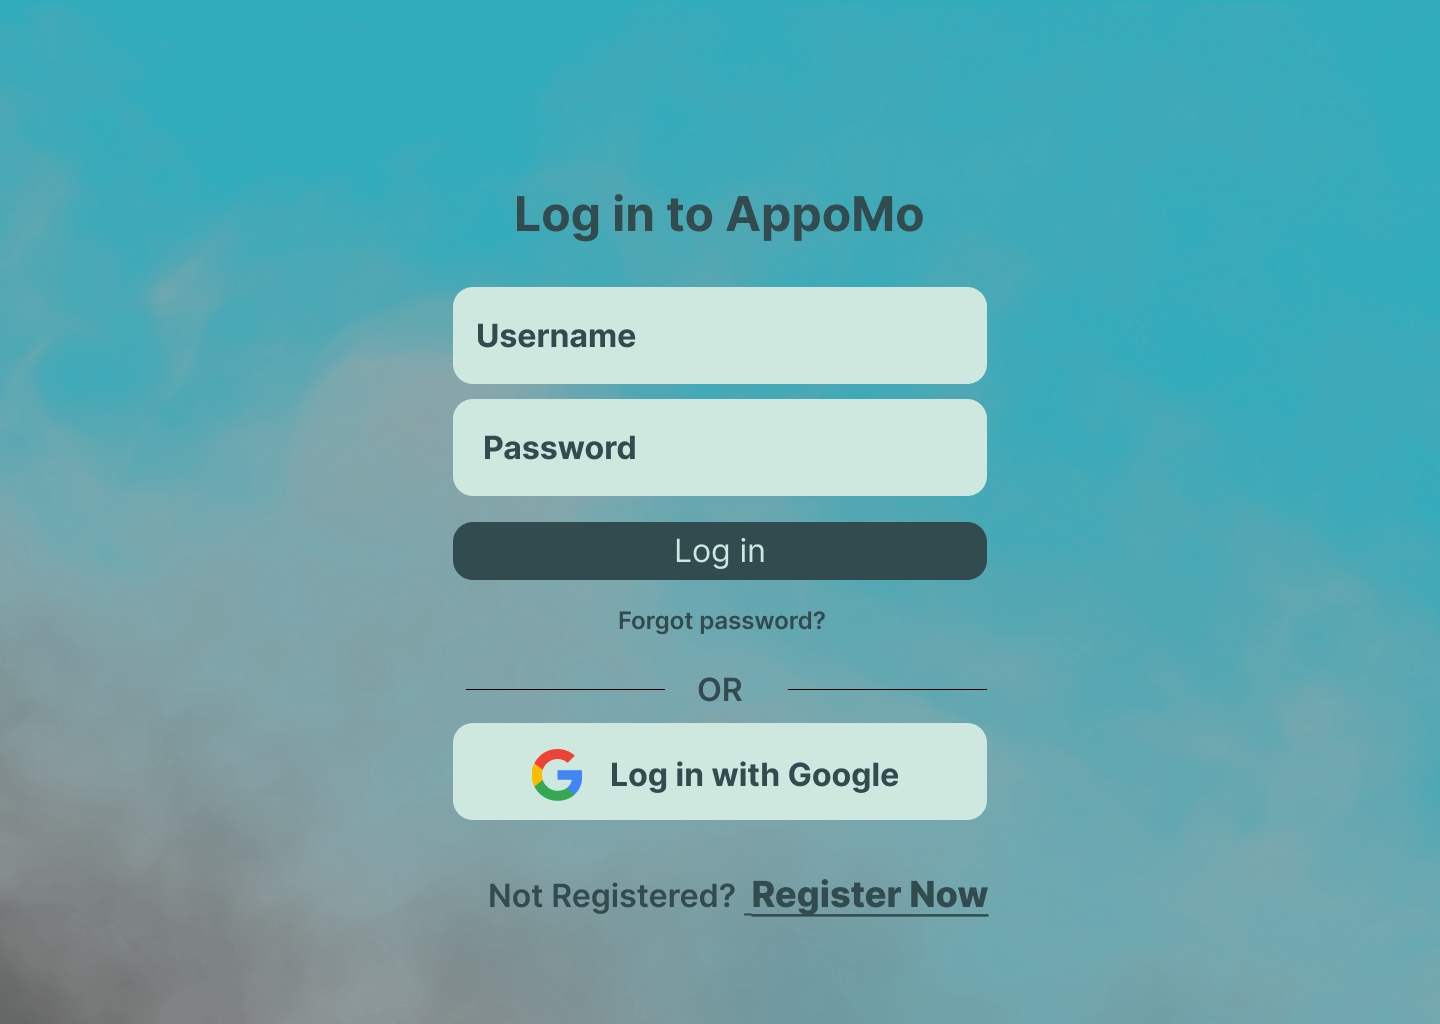 Log in to AppoMo
Username
Password
Log in
Forgot password?
OR
Log in with Google
Not Registered? Register Now